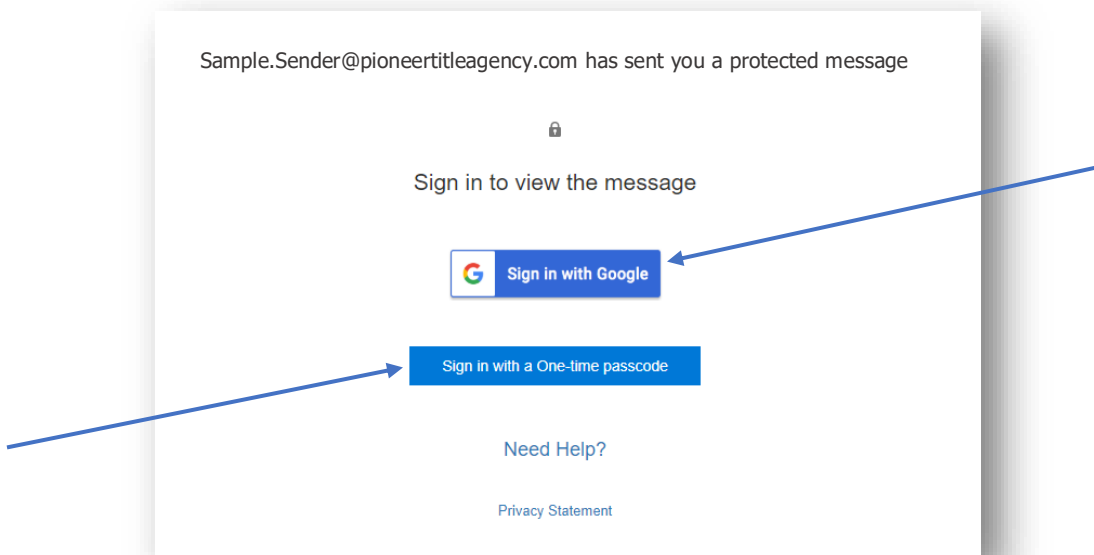 Sample.Sender@pioneertitleagency.com has sent you a protected message
Sign in to view the message
Sign in with Google
Sign in with a One-time passcode
Need Help?
Privacy Statement